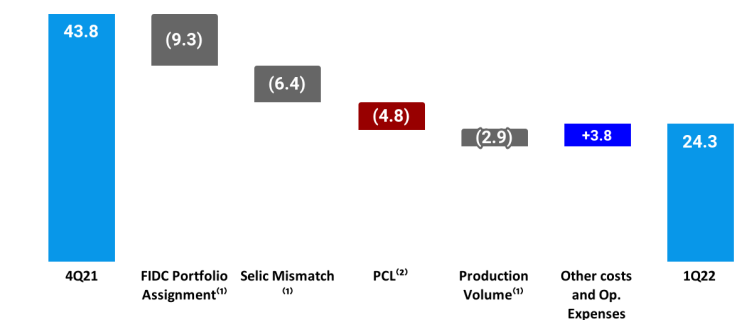 43.8
(9.3)
(6.4)
(4.8)
(2.9)
+3.8
24.3
4Q21
FIDC Portfolio
Assignment⁽¹⁾
Selic Mismatch
⁽¹⁾
PCL⁽²⁾
Production
Volume⁽¹⁾
Other costs
and Op.
Expenses
1Q22